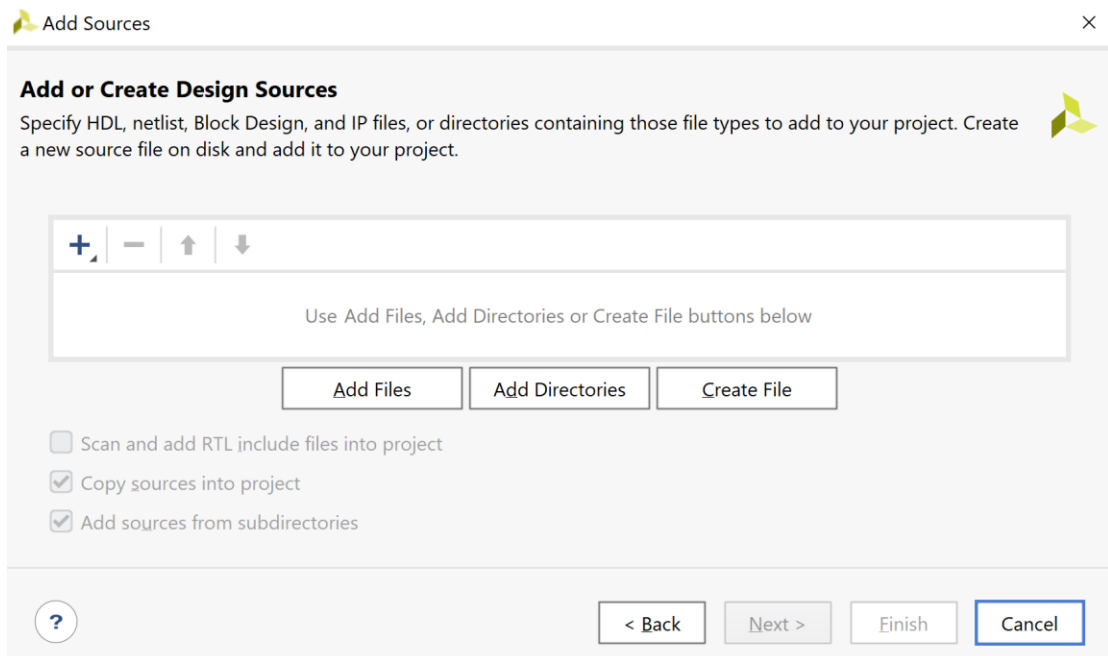 Add Sources
Add or Create Design Sources
Specify HDL, netlist, Block Design, and IP files, or directories containing those file types to add to your project. Create
a new source file on disk and add it to your project.
Use Add Files, Add Directories or Create File buttons below
Add Files Add Directories Create File
Scan and add RTL include files into project
Copy sources into project
Add sources from subdirectories
? < Back Next > Finish Cancel